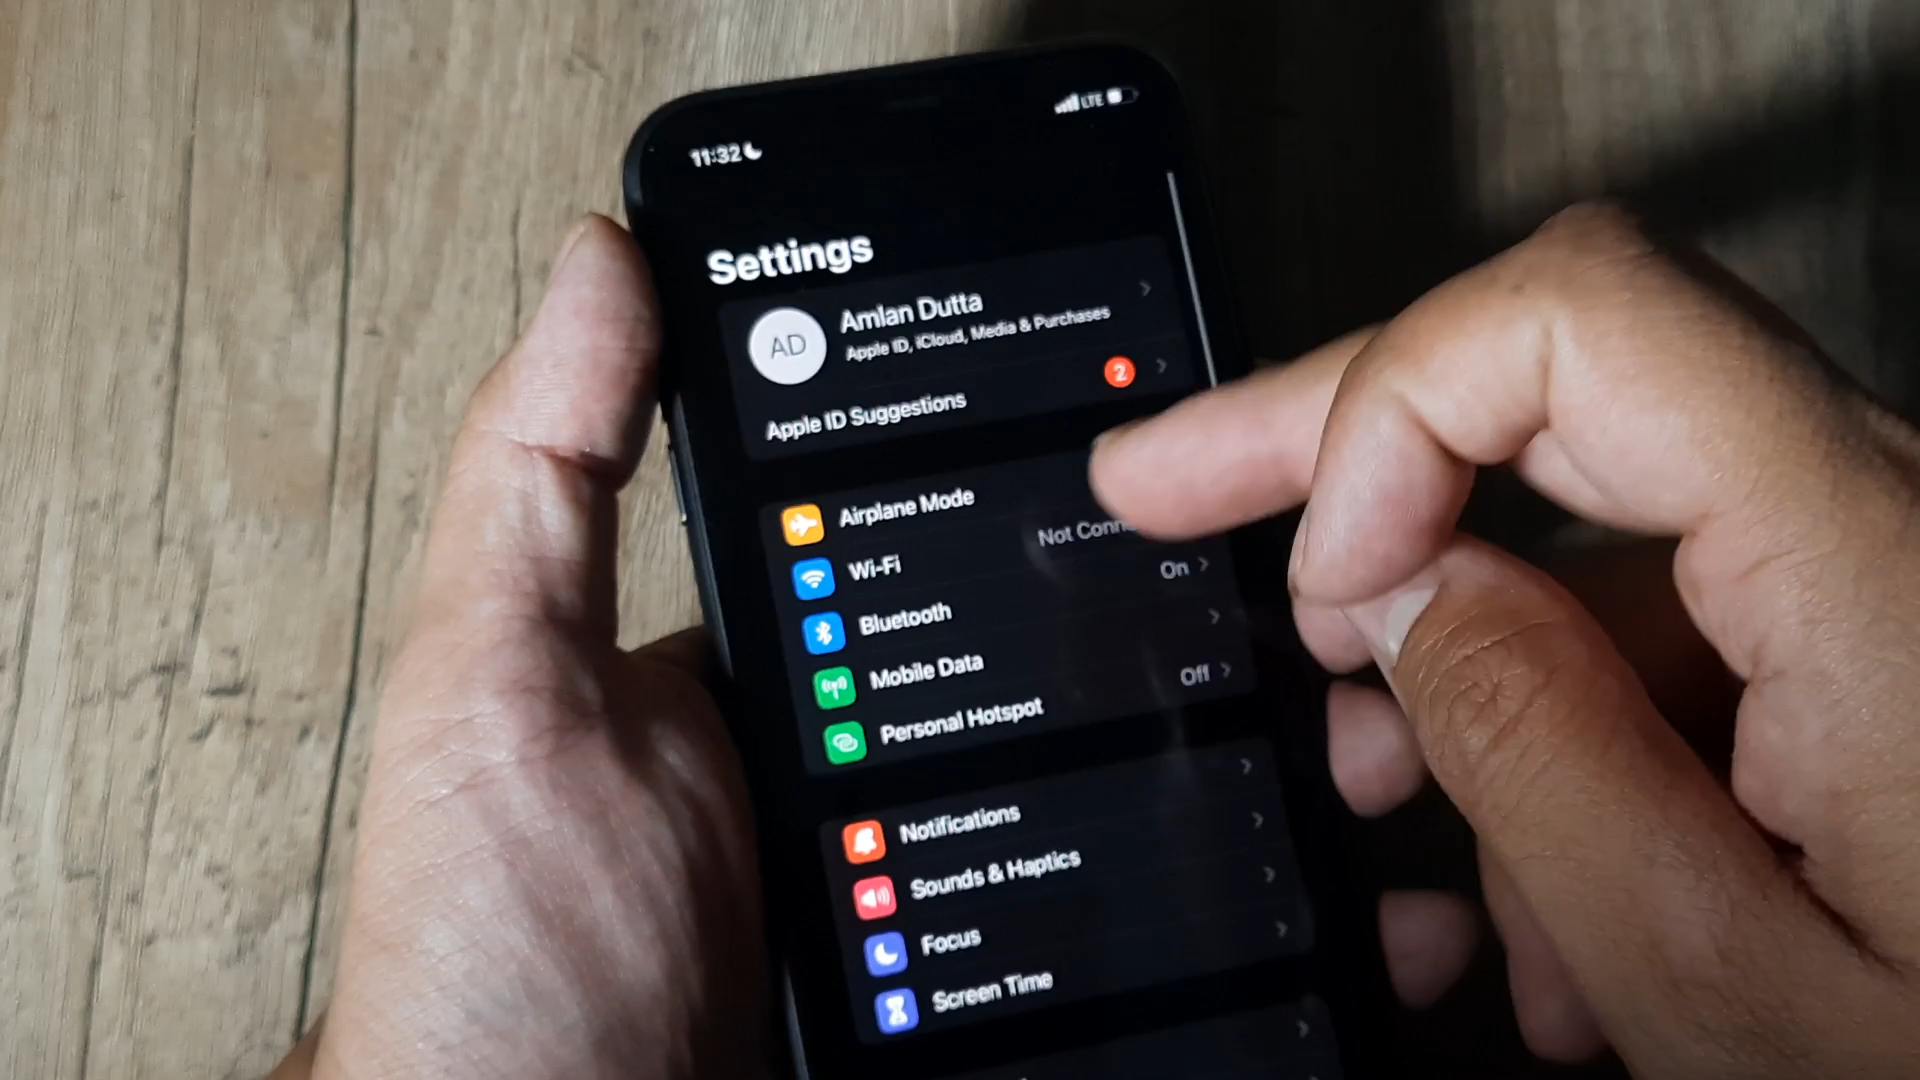 11:32
LTE
Settings
AD
Amlan Dutta
Apple ID, iCloud, Media & Purchases
Apple ID Suggestions
2
Airplane Mode
Wi-Fi
Not Conn
Bluetooth
On
Mobile Data
Personal Hotspot
Off
Notifications
Sounds & Haptics
Focus
Screen Time